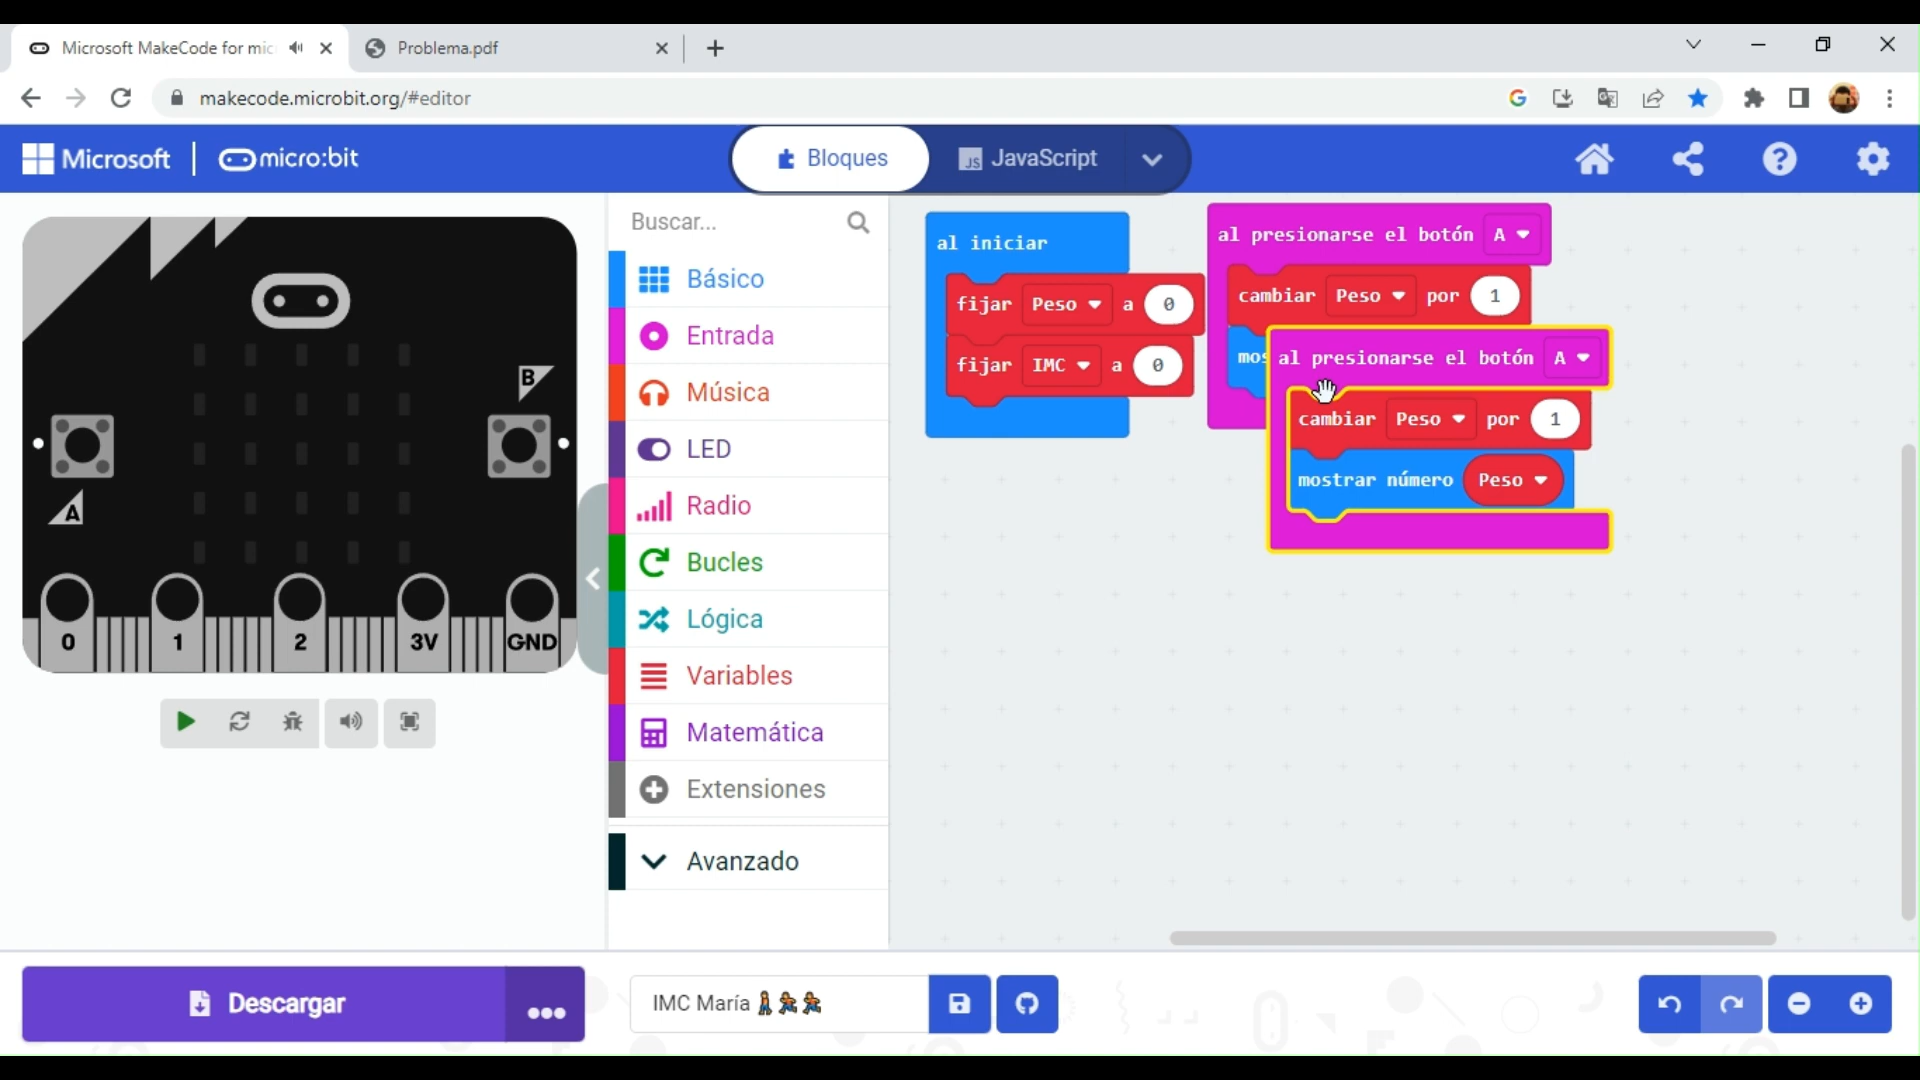 Microsoft MakeCode for mic
Problema.pdf
makecode.microbit.org/#editor
Microsoft
micro:bit
Bloques
JS JavaScript
Buscar...
Básico
Entrada
Música
LED
Radio
Bucles
Lógica
Variables
Matemática
Extensiones
Avanzado
B
A
0
1
2
3V
GND
al iniciar
fijar Peso a 0
fijar IMC a 0
al presionarse el botón A
cambiar Peso por 1
mos
al presionarse el botón A
cambiar Peso por 1
mostrar número Peso
Descargar
IMC María